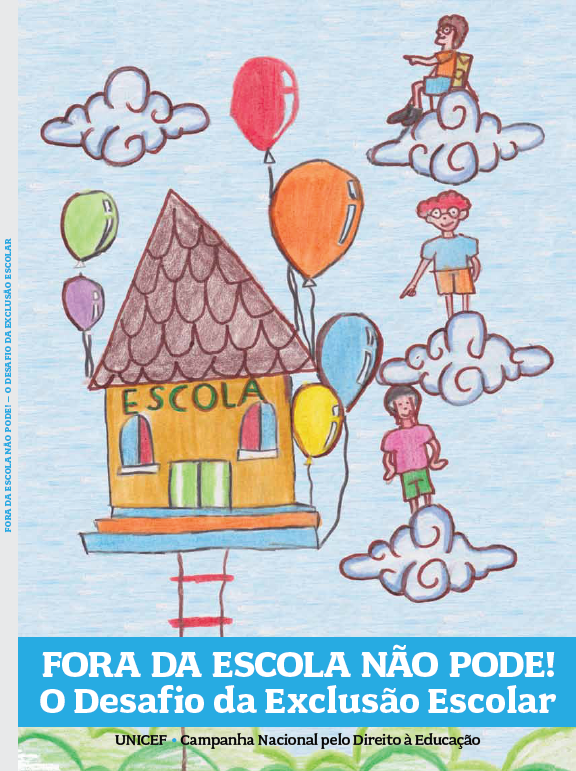 FORA DA ESCOLA NÃO PODE! — O DESAFIO DA EXCLUSÃO ESCOLAR
ESCOLA
FORA DA ESCOLA NÃO PODE!
O Desafio da Exclusão Escolar
UNICEF • Campanha Nacional pelo Direito à Educação